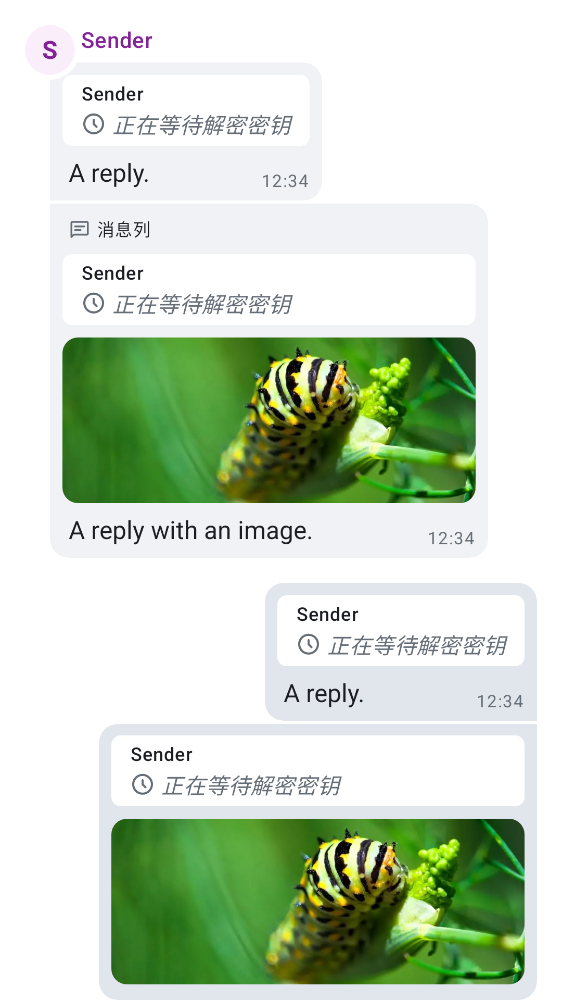 S
Sender
Sender
正在等待解密密钥
A reply.
12:34
消息列
Sender
正在等待解密密钥
A reply with an image.
12:34
Sender
正在等待解密密钥
A reply.
12:34
Sender
正在等待解密密钥